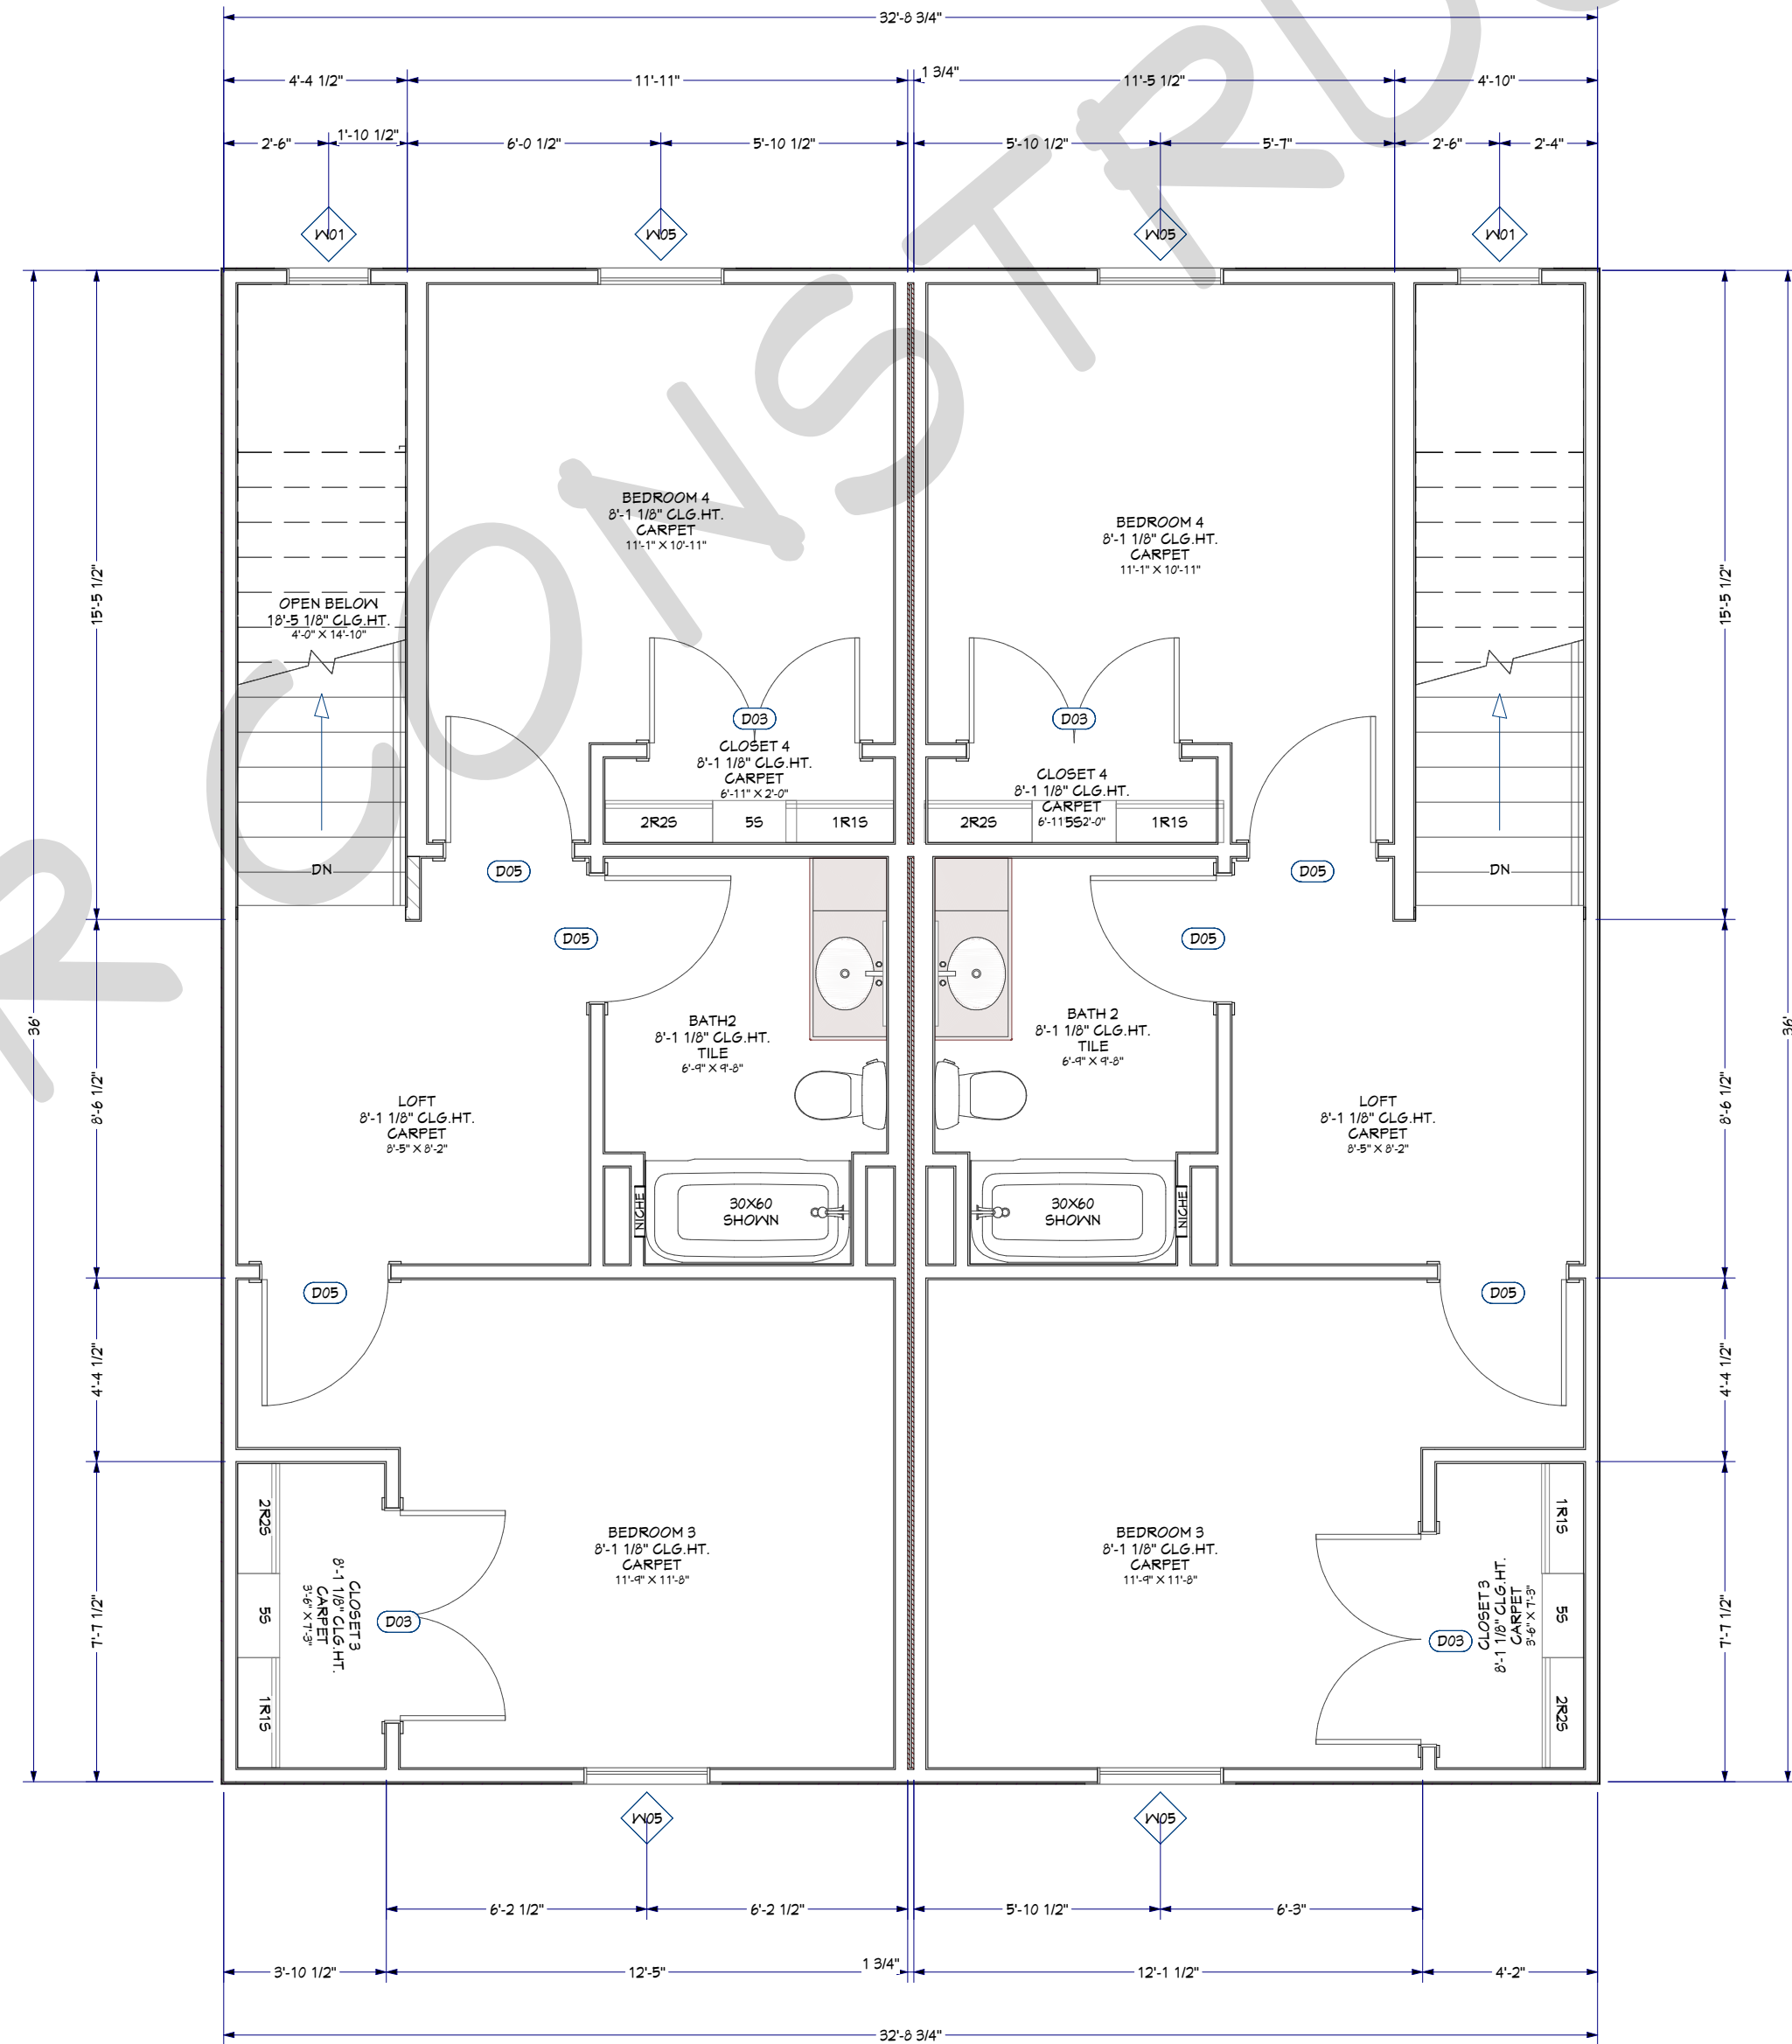 32'-8 3/4"
4'-4 1/2" 11'-11" 1 3/4" 11'-5 1/2" 4'-10"
2'-6" 1'-10 1/2" 6'-0 1/2" 5'-10 1/2" 5'-10 1/2" 5'-7" 2'-6" 2'-4"
W01 W05 W05 W01
R CONSTRUC
36'
15'-5 1/2"
8'-6 1/2"
4'-4 1/2"
7'-7 1/2"
OPEN BELOW
18'-5 1/8" CLG.HT.
4'-0" X 14'-10"
DN
BEDROOM 4
8'-1 1/8" CLG.HT.
CARPET
11'-1" X 10'-11"
BEDROOM 4
8'-1 1/8" CLG.HT.
CARPET
11'-1" X 10'-11"
D03
CLOSET 4
8'-1 1/8" CLG.HT.
CARPET
6'-11" X 2'-0"
2R2S 5S 1R1S
D03
CLOSET 4
8'-1 1/8" CLG.HT.
CARPET
6'-11 2'-0"
2R2S 5S 1R1S
DN
D05
D05
D05
D05
BATH2
8'-1 1/8" CLG.HT.
TILE
6'-9" X 9'-8"
BATH 2
8'-1 1/8" CLG.HT.
TILE
6'-9" X 9'-8"
LOFT
8'-1 1/8" CLG.HT.
CARPET
8'-5" X 8'-2"
LOFT
8'-1 1/8" CLG.HT.
CARPET
8'-5" X 8'-2"
NICHE
30X60
SHOWN
30X60
SHOWN
NICHE
D05
D05
2R2S
5S
1R1S
CLOSET 3
8'-1 1/8" CLG.HT.
CARPET
3'-6" X 7'-3"
D03
BEDROOM 3
8'-1 1/8" CLG.HT.
CARPET
11'-9" X 11'-8"
BEDROOM 3
8'-1 1/8" CLG.HT.
CARPET
11'-9" X 11'-8"
D03
CLOSET 3
8'-1 1/8" CLG.HT.
CARPET
3'-6" X 7'-3"
1R1S
5S
2R2S
15'-5 1/2"
8'-6 1/2"
4'-4 1/2"
7'-7 1/2"
36'
W05 W05
6'-2 1/2" 6'-2 1/2" 5'-10 1/2" 6'-3"
3'-10 1/2" 12'-5" 1 3/4" 12'-1 1/2" 4'-2"
32'-8 3/4"